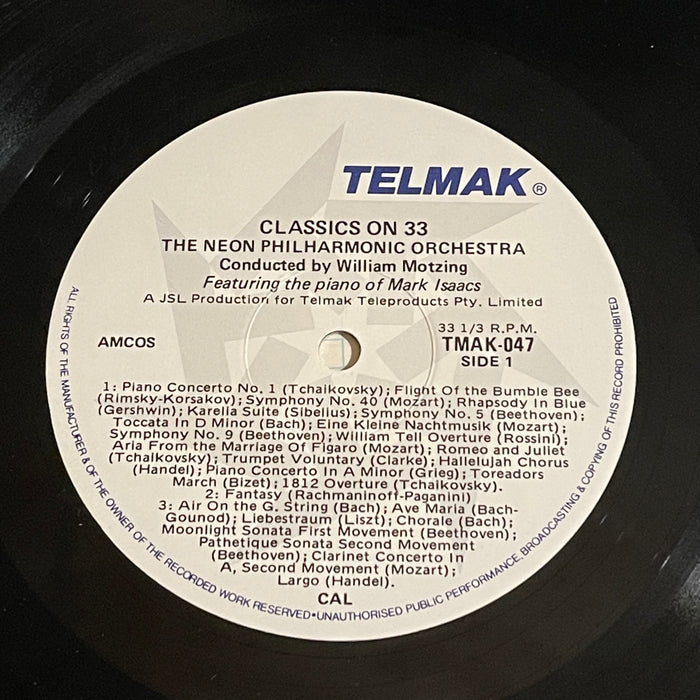 TELMAK®
CLASSICS ON 33
THE NEON PHILHARMONIC ORCHESTRA
Conducted by William Motzing
Featuring the piano of Mark Isaacs
A JSL Production for Telmak Teleproducts Pty. Limited
AMCOS
33 1/3 R.P.M.
TMAK-047
SIDE 1
1: Piano Concerto No. 1 (Tchaikovsky); Flight Of the Bumble Bee
(Rimsky-Korsakov); Symphony No. 40 (Mozart); Rhapsody In Blue
(Gershwin); Karella Suite (Sibelius); Symphony No. 5 (Beethoven);
Toccata In D Minor (Bach); Eine Kleine Nachtmusik (Mozart);
Symphony No. 9 (Beethoven); William Tell Overture (Rossini);
Aria From the Marriage Of Figaro (Mozart); Romeo and Juliet
(Tchaikovsky); Trumpet Voluntary (Clarke); Hallelujah Chorus
(Handel); Piano Concerto In A Minor (Grieg); Toreadors
March (Bizet); 1812 Overture (Tchaikovsky).
2: Fantasy (Rachmaninoff-Paganini)
3: Air On the G. String (Bach); Ave Maria (Bach-
Gounod); Liebestraum (Liszt); Chorale (Bach);
Moonlight Sonata First Movement (Beethoven);
Pathetique Sonata Second Movement
(Beethoven); Clarinet Concerto In
A, Second Movement (Mozart);
Largo (Handel).
CAL
ALL RIGHTS OF THE MANUFACTURER & OF THE OWNER OF THE RECORDED WORK RESERVED•UNAUTHORISED PUBLIC PERFORMANCE, BROADCASTING & COPYING OF THIS RECORD PROHIBITED